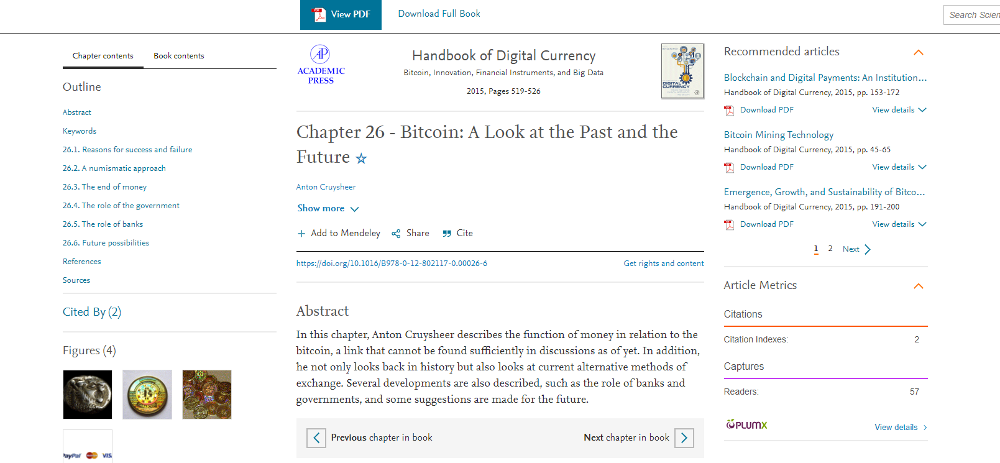 View PDF
Download Full Book
Search Scien
Chapter contents
Book contents
Outline
Abstract
Keywords
26.1. Reasons for success and failure
26.2. A numismatic approach
26.3. The end of money
26.4. The role of the government
26.5. The role of banks
26.6. Future possibilities
References
Sources
Cited By (2)
Figures (4)
PayPal
VISA
AP
ACADEMIC
PRESS
Handbook of Digital Currency
Bitcoin, Innovation, Financial Instruments, and Big Data
2015, Pages 519-526
DIGITAL
CURRENCY
Chapter 26 - Bitcoin: A Look at the Past and the
Future
Anton Cruysheer
Show more
Add to Mendeley
Share
Cite
https://doi.org/10.1016/B978-0-12-802117-0.00026-6
Get rights and content
Abstract
In this chapter, Anton Cruysheer describes the function of money in relation to the
bitcoin, a link that cannot be found sufficiently in discussions as of yet. In addition,
he not only looks back in history but also looks at current alternative methods of
exchange. Several developments are also described, such as the role of banks and
governments, and some suggestions are made for the future.
Previous chapter in book
Next chapter in book
Recommended articles
Blockchain and Digital Payments: An Institution...
Handbook of Digital Currency, 2015, pp. 153-172
Download PDF
View details
Bitcoin Mining Technology
Handbook of Digital Currency, 2015, pp. 45-65
Download PDF
View details
Emergence, Growth, and Sustainability of Bitco...
Handbook of Digital Currency, 2015, pp. 191-200
Download PDF
View details
1 2 Next
Article Metrics
Citations
Citation Indexes: 2
Captures
Readers: 57
PLUMX
View details